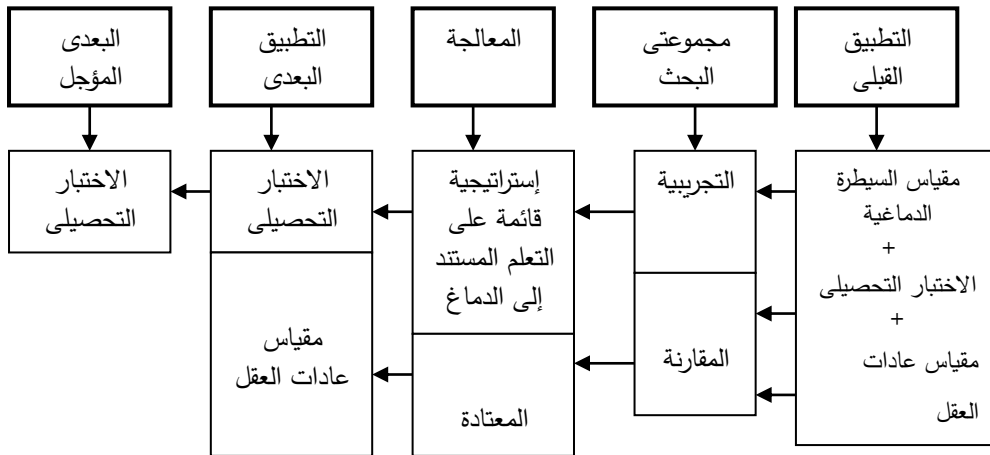 التطبيق
القبلى
مجموعتى
البحث
المعالجة
التطبيق
البعدى
البعدى
المؤجل
مقياس السيطرة
الدماغية
+
الاختبار التحصيلى
+
مقياس عادات
العقل
التجريبية
المقارنة
إستراتيجية
قائمة على
التعلم المستند
إلى الدماغ
المعتادة
الاختبار
التحصيلى
مقياس
عادات العقل
الاختبار
التحصيلى